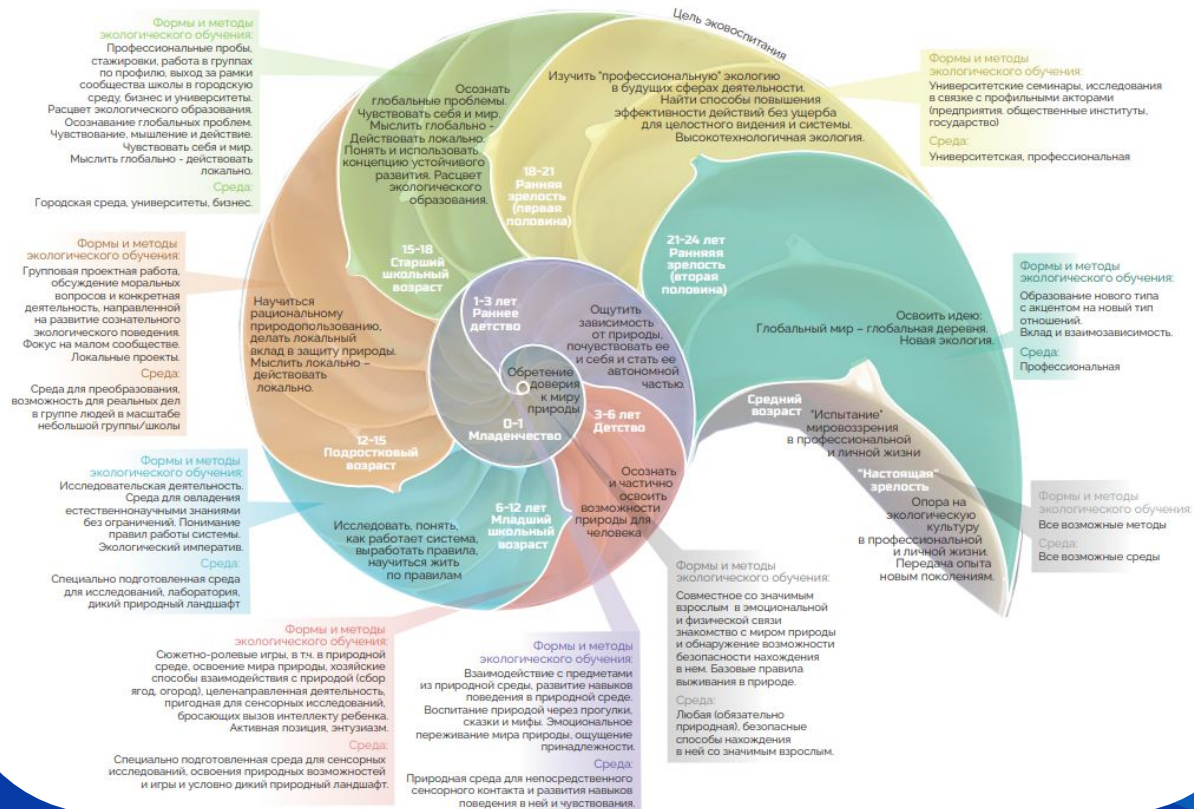 Формы и методы
экологического обучения:
Профессиональные пробы,
стажировки, работа в группах
по профилю, выход за рамки
сообщества школы в городскую
среду, бизнес и университеты.
Расцвет экологического образования.
Осознавание глобальных проблем.
Чувствование, мышление и действие.
Чувствовать себя и мир.
Мыслить глобально - действовать
локально.
Среда:
Городская среда, университеты, бизнес.
Формы и методы
экологического обучения:
Групповая проектная работа,
обсуждение моральных
вопросов и конкретная
деятельность, направленной
на развитие сознательного
экологического поведения.
Фокус на малом сообществе.
Локальные проекты.
Среда:
Среда для преобразования,
возможность для реальных дел
в группе людей в масштабе
небольшой группы/школы
Формы и методы
экологического обучения:
Исследовательская деятельность.
Среда для овладения
естественнонаучными знаниями
без ограничений. Понимание
правил работы системы.
Экологический императив.
Среда:
Специально подготовленная среда
для исследований, лаборатория,
дикий природный ландшафт
Формы и методы
экологического обучения:
Сюжетно-ролевые игры, в т.ч. в природной
среде, освоение мира природы, хозяйские
способы взаимодействия с природой (сбор
ягод, огород), целенаправленная деятельность,
пригодная для сенсорных исследований,
бросающих вызов интеллекту ребенка.
Активная позиция, энтузиазм.
Среда:
Специально подготовленная среда для сенсорных
исследований, освоения природных возможностей
и игры и условно дикий природный ландшафт.
Формы и методы
экологического обучения:
Взаимодействие с предметами
из природной среды, развитие навыков
поведения в природной среде.
Воспитание природой через прогулки,
сказки и мифы. Эмоциональное
переживание мира природы, ощущение
принадлежности.
Среда:
Природная среда для непосредственного
сенсорного контакта и развития навыков
поведения в ней и чувствования.
Формы и методы
экологического обучения:
Совместное со значимым
взрослым в эмоциональной
и физической связи
знакомство с миром природы
и обнаружение возможности
безопасности нахождения
в нем. Базовые правила
выживания в природе.
Среда:
Любая (обязательно
природная), безопасные
способы нахождения
в ней со значимым взрослым.
Цель эковоспитания
Осознать
глобальные проблемы.
Чувствовать себя и мир.
Мыслить глобально -
Действовать локально.
Понять и использовать
концепцию устойчивого
развития. Расцвет
экологического
образования.
15-18
Старший
школьный
возраст
Изучить "профессиональную" экологию
в будущих сферах деятельности.
Найти способы повышения
эффективности действий без ущерба
для целостного видения и системы.
Высокотехнологичная экология.
18-21
Ранняя
зрелость
(первая
половина)
21-24 лет
Ранняяя
зрелость
(вторая
половина)
Освоить идею:
Глобальный мир – глобальная деревня.
Новая экология.
Научиться
рациональному
природопользованию,
делать локальный
вклад в защиту природы.
Мыслить локально –
действовать
локально.
12-15
Подростковый
возраст
1-3 лет
Раннее
детство
Ощутить
зависимость
от природы,
почувствовать ее
и себя и стать ее
автономной
частью.
Обретение
доверия
к миру
природы
0-1
Младенчество
3-6 лет
Детство
Осознать
и частично
освоить
возможности
природы для
человека
6-12 лет
Младший
школьный
возраст
Исследовать, понять,
как работает система,
выработать правила,
научиться жить
по правилам
Средний
возраст
"Испытание"
мировоззрения
в профессиональной
и личной жизни
"Настоящая"
зрелость
Опора на
экологическую
культуру
в профессиональной
и личной жизни.
Передача опыта
новым поколениям.
Формы и методы
экологического обучения:
Университетские семинары, исследования
в связке с профильными акторами
(предприятия, общественные институты,
государство)
Среда:
Университетская, профессиональная
Формы и методы
экологического обучения:
Образование нового типа
с акцентом на новый тип
отношений.
Вклад и взаимозависимость.
Среда:
Профессиональная
Формы и методы
экологического обучения:
Все возможные методы
Среда:
Все возможные среды